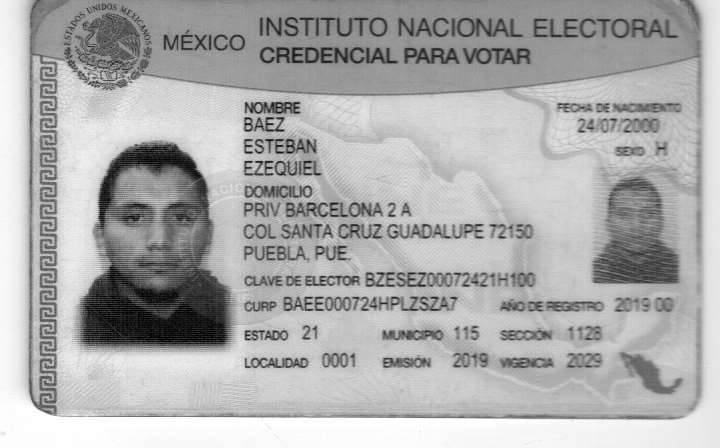 ESTADOS UNIDOS MEXICANOS
MÉXICO
INSTITUTO NACIONAL ELECTORAL
CREDENCIAL PARA VOTAR
NOMBRE
BAEZ
ESTEBAN
EZEQUIEL
FECHA DE NACIMIENTO
24/07/2000
SEXO H
DOMICILIO
PRIV BARCELONA 2 A
COL SANTA CRUZ GUADALUPE 72150
PUEBLA, PUE.
CLAVE DE ELECTOR BZESEZ00072421H100
CURP BAEE000724HPLZSZA7 AÑO DE REGISTRO 2019 00
ESTADO 21 MUNICIPIO 115 SECCIÓN 1128
LOCALIDAD 0001 EMISIÓN 2019 VIGENCIA 2029